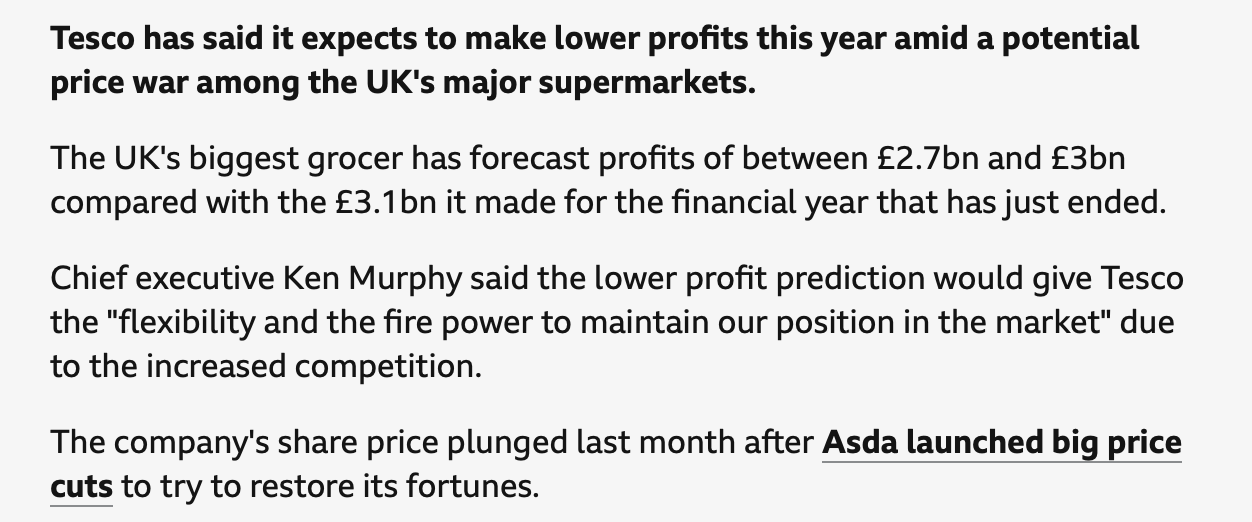 Tesco has said it expects to make lower profits this year amid a potential
price war among the UK's major supermarkets.
The UK's biggest grocer has forecast profits of between £2.7bn and £3bn
compared with the £3.1bn it made for the financial year that has just ended.
Chief executive Ken Murphy said the lower profit prediction would give Tesco
the "flexibility and the fire power to maintain our position in the market" due
to the increased competition.
The company's share price plunged last month after Asda launched big price
cuts to try to restore its fortunes.